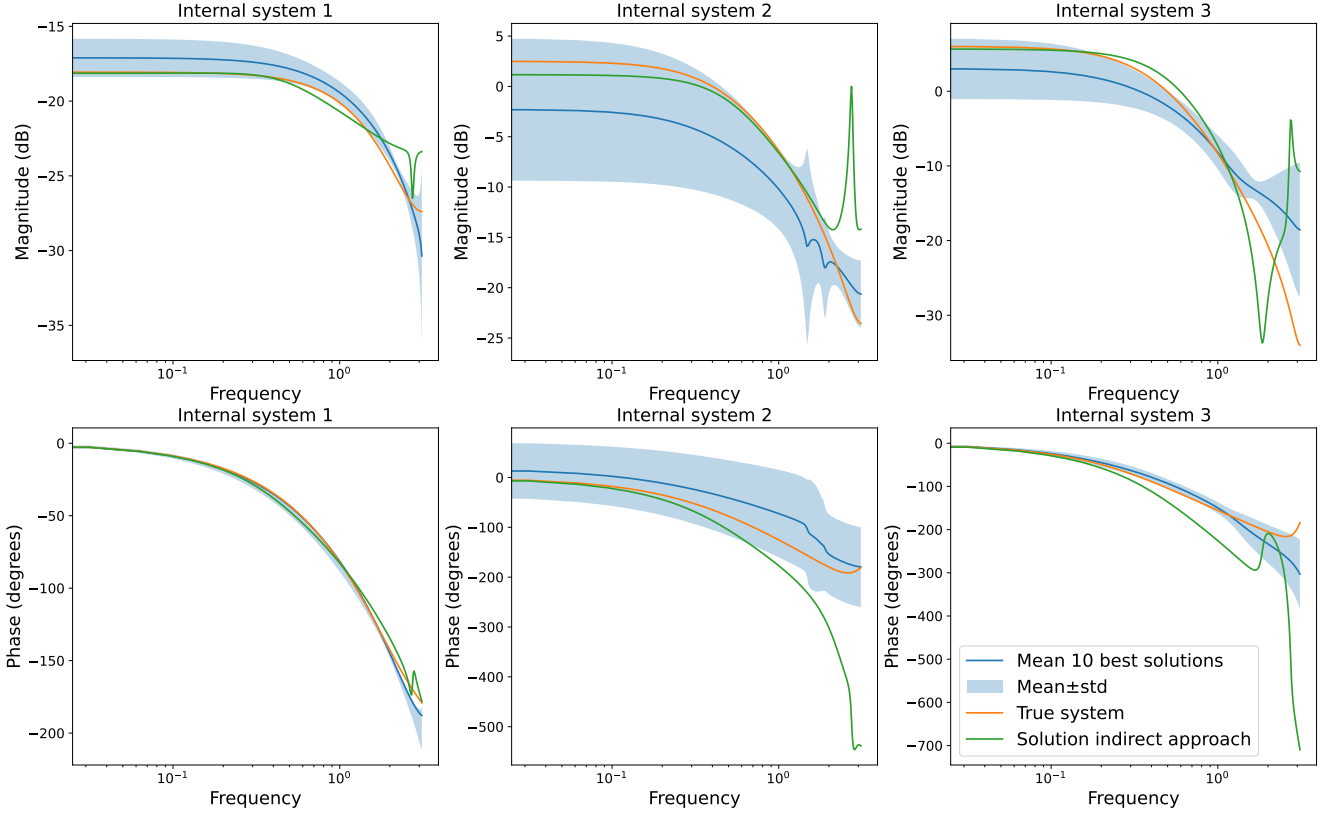 Internal system 1
Internal system 2
Internal system 3
Magnitude (dB)
−15
−20
−25
−30
−35
10⁻¹
10⁰
Frequency
Magnitude (dB)
5
0
−5
−10
−15
−20
−25
10⁻¹
10⁰
Frequency
Magnitude (dB)
0
−10
−20
−30
10⁻¹
10⁰
Frequency
Internal system 1
Internal system 2
Internal system 3
Phase (degrees)
0
−50
−100
−150
−200
10⁻¹
10⁰
Frequency
Phase (degrees)
0
−100
−200
−300
−400
−500
10⁻¹
10⁰
Frequency
Phase (degrees)
0
−100
−200
−300
−400
−500
−600
−700
10⁻¹
10⁰
Frequency
Mean 10 best solutions
Mean±std
True system
Solution indirect approach